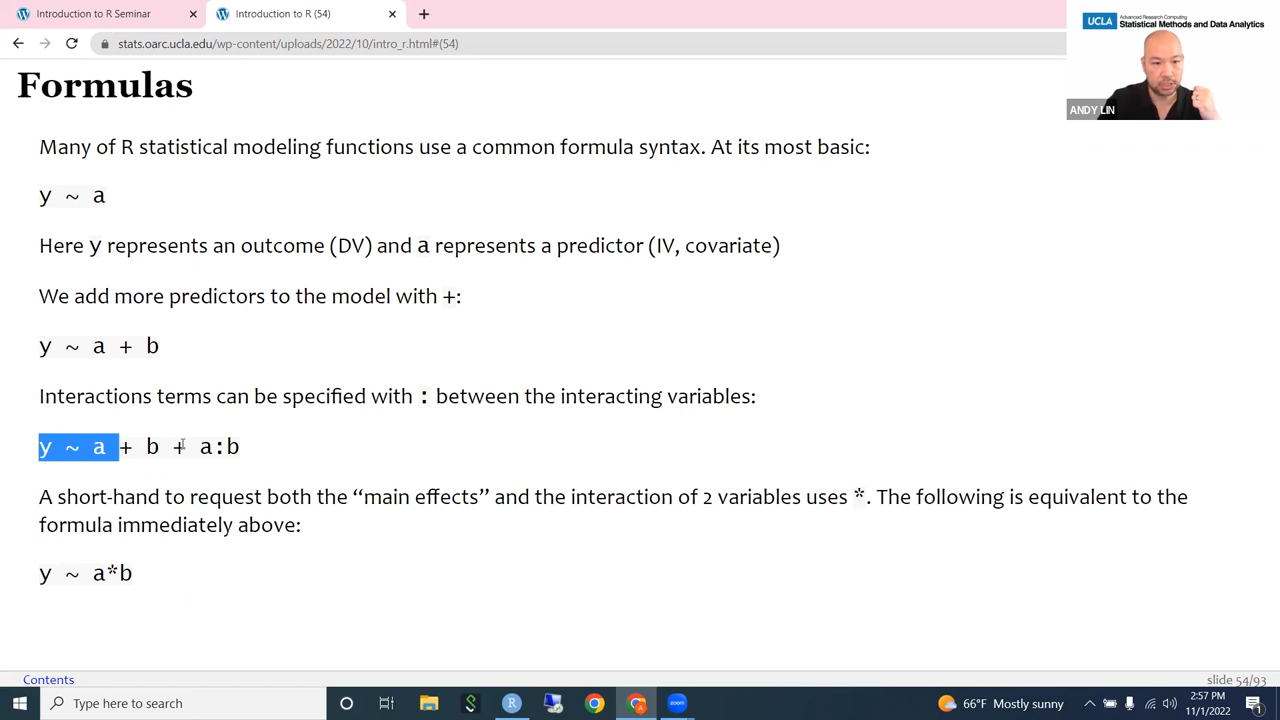 Introduction to R Seminar
Introduction to R (54)
stats.oarc.ucla.edu/wp-content/uploads/2022/10/intro_r.html#(54)
UCLA
Advanced Research Computing
Statistical Methods and Data Analytics
ANDY LIN
Formulas
Many of R statistical modeling functions use a common formula syntax. At its most basic:
y ~ a
Here y represents an outcome (DV) and a represents a predictor (IV, covariate)
We add more predictors to the model with +:
y ~ a + b
Interactions terms can be specified with : between the interacting variables:
y ~ a + b + a:b
A short-hand to request both the “main effects” and the interaction of 2 variables uses *. The following is equivalent to the
formula immediately above:
y ~ a*b
Contents
slide 54/93
Type here to search
zoom
66°F Mostly sunny
2:57 PM
11/1/2022
1